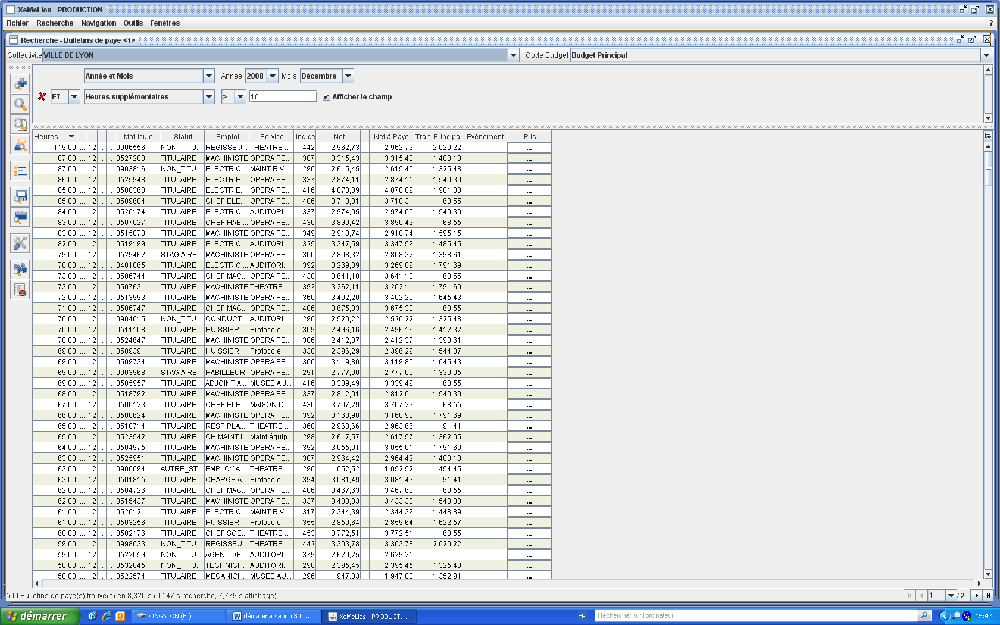 XeMeLios - PRODUCTION
Fichier Recherche Navigation Outils Fenêtres ?
Recherche - Bulletins de paye <1>
Collectivité VILLE DE LYON Code Budget Budget Principal
Année et Mois Année 2008 Mois Décembre
ET Heures supplémentaires > 10 Afficher le champ
Heures ... ... ... ... ... Matricule Statut Emploi Service Indice Net ... Net à Payer Trait. Principal Evènement PJs
119,00 ... 12 ... ... 0906556 NON_TITU... REGISSEU... THEATRE ... 442 2 962,73 2 962,73 2 020,22 ...
87,00 ... 12 ... ... 0527283 TITULAIRE MACHINISTE OPERA PE... 307 3 315,43 3 315,43 1 403,18 ...
87,00 ... 12 ... ... 0903816 NON_TITU... ELECTRICI... MAINT.RIV... 290 2 615,45 2 615,45 1 325,48 ...
86,00 ... 12 ... ... 0525948 TITULAIRE ELECTR.E... OPERA PE... 337 2 874,11 2 874,11 1 540,30 ...
85,00 ... 12 ... ... 0508360 TITULAIRE ELECTR.E... OPERA PE... 416 4 070,89 4 070,89 1 901,38 ...
85,00 ... 12 ... ... 0509684 TITULAIRE CHEF ELE... OPERA PE... 406 3 718,31 3 718,31 68,55 ...
84,00 ... 12 ... ... 0520174 TITULAIRE ELECTRICI... AUDITORI... 337 2 974,05 2 974,05 1 540,30 ...
83,00 ... 12 ... ... 0507027 TITULAIRE CHEF HABI... OPERA PE... 430 3 890,42 3 890,42 68,55 ...
83,00 ... 12 ... ... 0515870 TITULAIRE MACHINISTE OPERA PE... 349 2 918,74 2 918,74 1 595,15 ...
82,00 ... 12 ... ... 0519199 TITULAIRE ELECTRICI... AUDITORI... 325 3 347,59 3 347,59 1 485,45 ...
79,00 ... 12 ... ... 0529462 STAGIAIRE MACHINISTE OPERA PE... 306 2 808,32 2 808,32 1 398,61 ...
78,00 ... 12 ... ... 0401065 TITULAIRE ELECTRICI... AUDITORI... 392 3 269,89 3 269,89 1 791,69 ...
73,00 ... 12 ... ... 0506744 TITULAIRE CHEF MAC... OPERA PE... 430 3 641,10 3 641,10 68,55 ...
73,00 ... 12 ... ... 0507631 TITULAIRE MACHINISTE THEATRE ... 392 3 262,11 3 262,11 1 791,69 ...
72,00 ... 12 ... ... 0513993 TITULAIRE MACHINISTE OPERA PE... 360 3 402,20 3 402,20 1 645,43 ...
71,00 ... 12 ... ... 0506747 TITULAIRE CHEF MAC... OPERA PE... 406 3 675,33 3 675,33 68,55 ...
70,00 ... 12 ... ... 0904015 NON_TITU... CONDUCT... AUDITORI... 290 2 520,22 2 520,22 1 325,48 ...
70,00 ... 12 ... ... 0511108 TITULAIRE HUISSIER Protocole 309 2 496,16 2 496,16 1 412,32 ...
70,00 ... 12 ... ... 0524647 TITULAIRE MACHINISTE OPERA PE... 306 2 412,37 2 412,37 1 398,61 ...
69,00 ... 12 ... ... 0509391 TITULAIRE HUISSIER Protocole 338 2 396,29 2 396,29 1 544,87 ...
69,00 ... 12 ... ... 0509734 TITULAIRE MACHINISTE OPERA PE... 360 3 119,80 3 119,80 1 645,43 ...
69,00 ... 12 ... ... 0903968 STAGIAIRE HABILLEUR OPERA PE... 291 2 777,00 2 777,00 1 330,05 ...
69,00 ... 12 ... ... 0505957 TITULAIRE ADJOINT A... MUSEE AU... 416 3 339,49 3 339,49 68,55 ...
68,00 ... 12 ... ... 0518792 TITULAIRE MACHINISTE OPERA PE... 337 2 812,01 2 812,01 1 540,30 ...
67,00 ... 12 ... ... 0500123 TITULAIRE CHEF ELE... MAISON D... 430 3 707,29 3 707,29 68,55 ...
66,00 ... 12 ... ... 0508624 TITULAIRE MACHINISTE OPERA PE... 392 3 168,90 3 168,90 1 791,69 ...
65,00 ... 12 ... ... 0510714 TITULAIRE RESP PLA... THEATRE ... 360 2 963,66 2 963,66 91,41 ...
65,00 ... 12 ... ... 0523542 TITULAIRE CH MAINT I... Maint équip... 298 2 617,57 2 617,57 1 362,05 ...
64,00 ... 12 ... ... 0504975 TITULAIRE MACHINISTE OPERA PE... 392 3 055,01 3 055,01 1 791,69 ...
63,00 ... 12 ... ... 0525951 TITULAIRE MACHINISTE OPERA PE... 307 2 964,42 2 964,42 1 403,18 ...
63,00 ... 12 ... ... 0906094 AUTRE_ST... EMPLOY.A... THEATRE ... 290 1 052,52 1 052,52 454,45 ...
63,00 ... 12 ... ... 0501815 TITULAIRE CHARGE A... Protocole 394 3 081,49 3 081,49 91,41 ...
62,00 ... 12 ... ... 0504726 TITULAIRE CHEF MAC... OPERA PE... 406 3 467,63 3 467,63 68,55 ...
62,00 ... 12 ... ... 0515437 TITULAIRE MACHINISTE OPERA PE... 337 3 433,33 3 433,33 1 540,30 ...
61,00 ... 12 ... ... 0526121 TITULAIRE ELECTRICI... MAINT.RIV... 317 2 344,39 2 344,39 1 448,89 ...
61,00 ... 12 ... ... 0503256 TITULAIRE HUISSIER Protocole 355 2 859,64 2 859,64 1 622,57 ...
60,00 ... 12 ... ... 0502176 TITULAIRE CHEF SCE... THEATRE ... 453 3 772,51 3 772,51 68,55 ...
59,00 ... 12 ... ... 0998033 NON_TITU... REGISSEU... THEATRE ... 442 3 303,78 3 303,78 2 020,22 ...
59,00 ... 12 ... ... 0522059 NON_TITU... AGENT DE ... AUDITORI... 379 2 629,25 2 629,25 ...
58,00 ... 12 ... ... 0532045 NON_TITU... TECHNICI... AUDITORI... 290 2 395,45 2 395,45 1 325,48 ...
58,00 ... 12 ... ... 0522574 TITULAIRE MECANICI... MUSEE AU... 296 1 947,83 1 947,83 1 352,91 ...
509 Bulletins de paye(s) trouvé(s) en 8,326 s (0,547 s recherche, 7,779 s affichage) 1 / 2
démarrer KINGSTON (E:) dématérialisation 30 ... XeMeLios - PRODUCT... FR Rechercher sur l'ordinateur 15:42